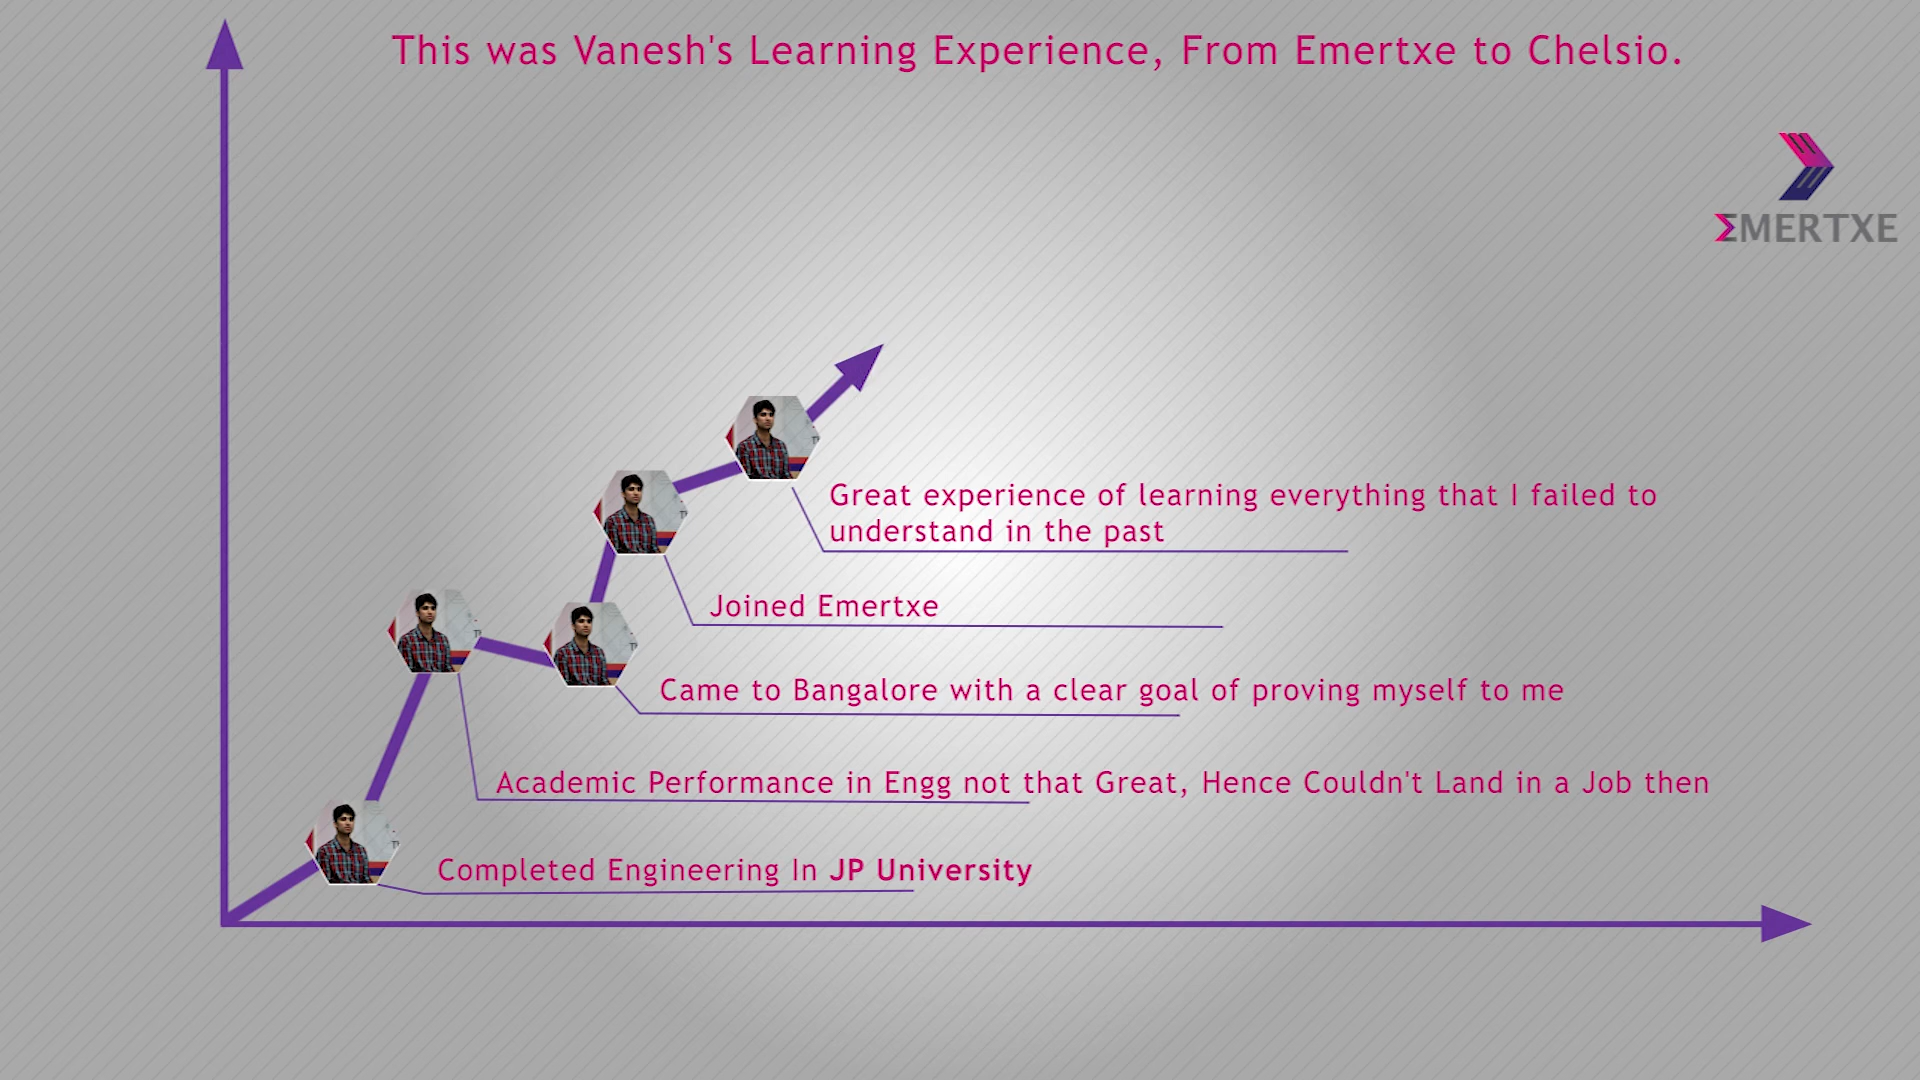 This was Vanesh's Learning Experience, From Emertxe to Chelsio.
EMERTXE
Great experience of learning everything that I failed to
understand in the past
Joined Emertxe
Came to Bangalore with a clear goal of proving myself to me
Academic Performance in Engg not that Great, Hence Couldn't Land in a Job then
Completed Engineering In JP University